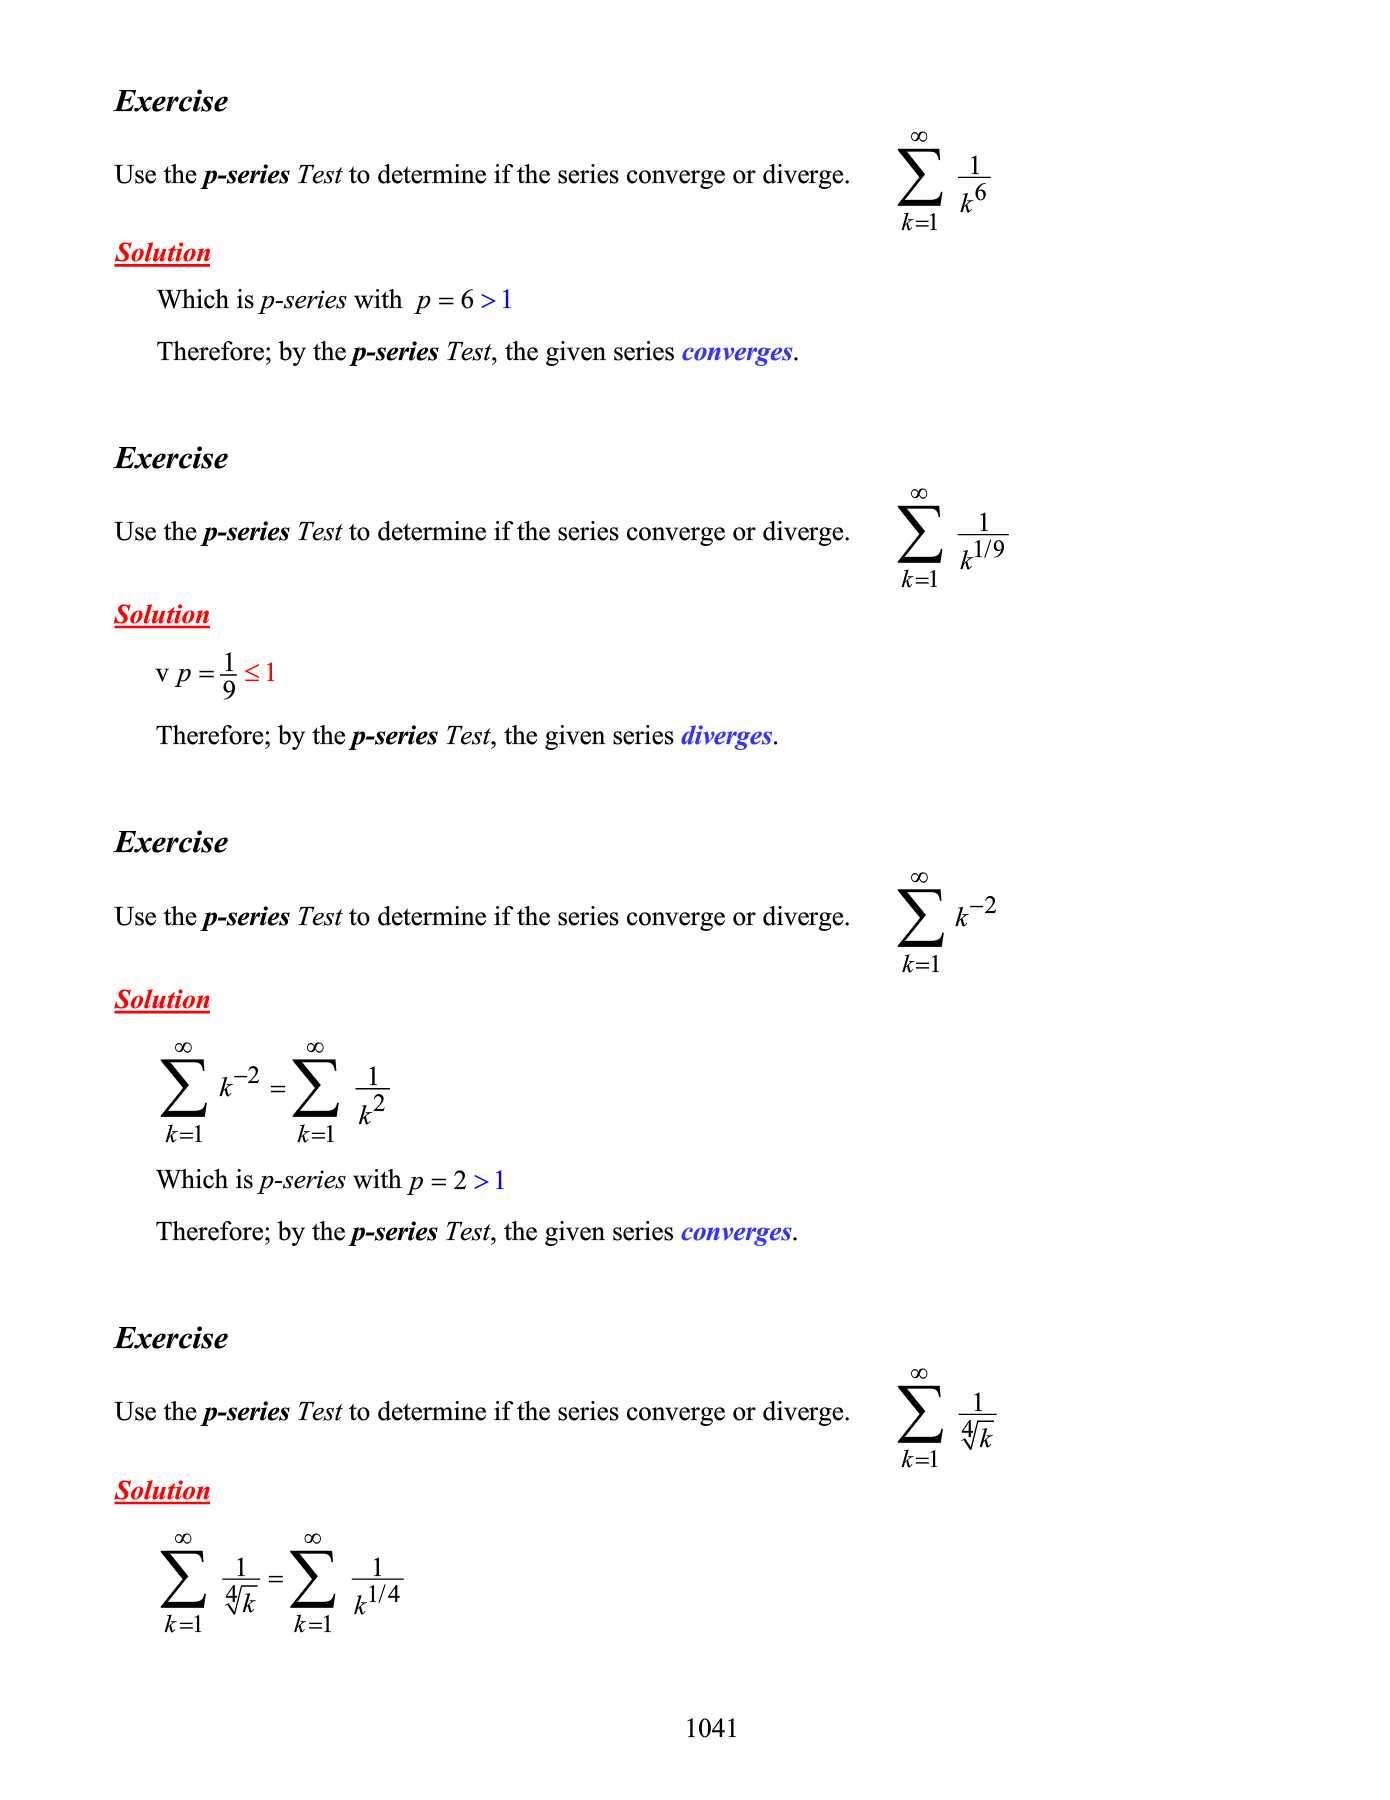 Exercise
Use the p-series Test to determine if the series converge or diverge. $\sum_{k=1}^{\infty} \frac{1}{k^6}$
Solution
Which is p-series with $p = 6 > 1$
Therefore; by the p-series Test, the given series converges.
Exercise
Use the p-series Test to determine if the series converge or diverge. $\sum_{k=1}^{\infty} \frac{1}{k^{1/9}}$
Solution
v $p = \frac{1}{9} \leq 1$
Therefore; by the p-series Test, the given series diverges.
Exercise
Use the p-series Test to determine if the series converge or diverge. $\sum_{k=1}^{\infty} k^{-2}$
Solution
$\sum_{k=1}^{\infty} k^{-2} = \sum_{k=1}^{\infty} \frac{1}{k^2}$
Which is p-series with $p = 2 > 1$
Therefore; by the p-series Test, the given series converges.
Exercise
Use the p-series Test to determine if the series converge or diverge. $\sum_{k=1}^{\infty} \frac{1}{\sqrt[4]{k}}$
Solution
$\sum_{k=1}^{\infty} \frac{1}{\sqrt[4]{k}} = \sum_{k=1}^{\infty} \frac{1}{k^{1/4}}$
1041